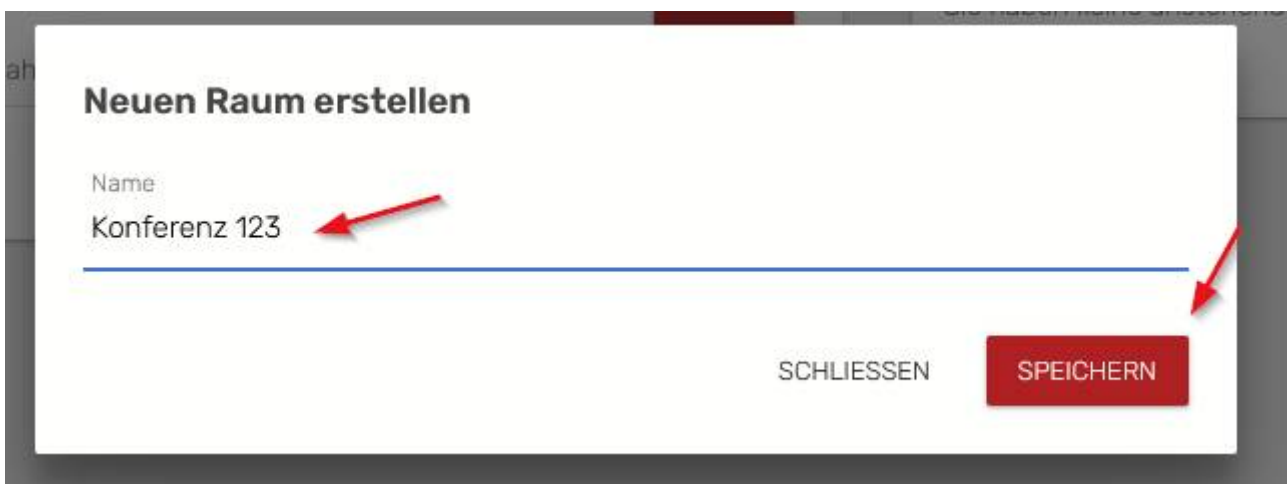 Neuen Raum erstellen
Name
Konferenz 123
SCHLIESSEN
SPEICHERN